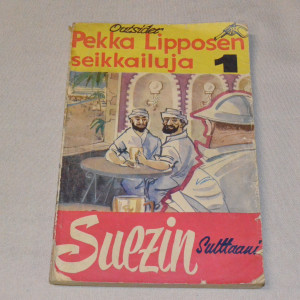 Outsider
Pekka Lipposen
seikkailuja 1
Suezin
Sulttaani